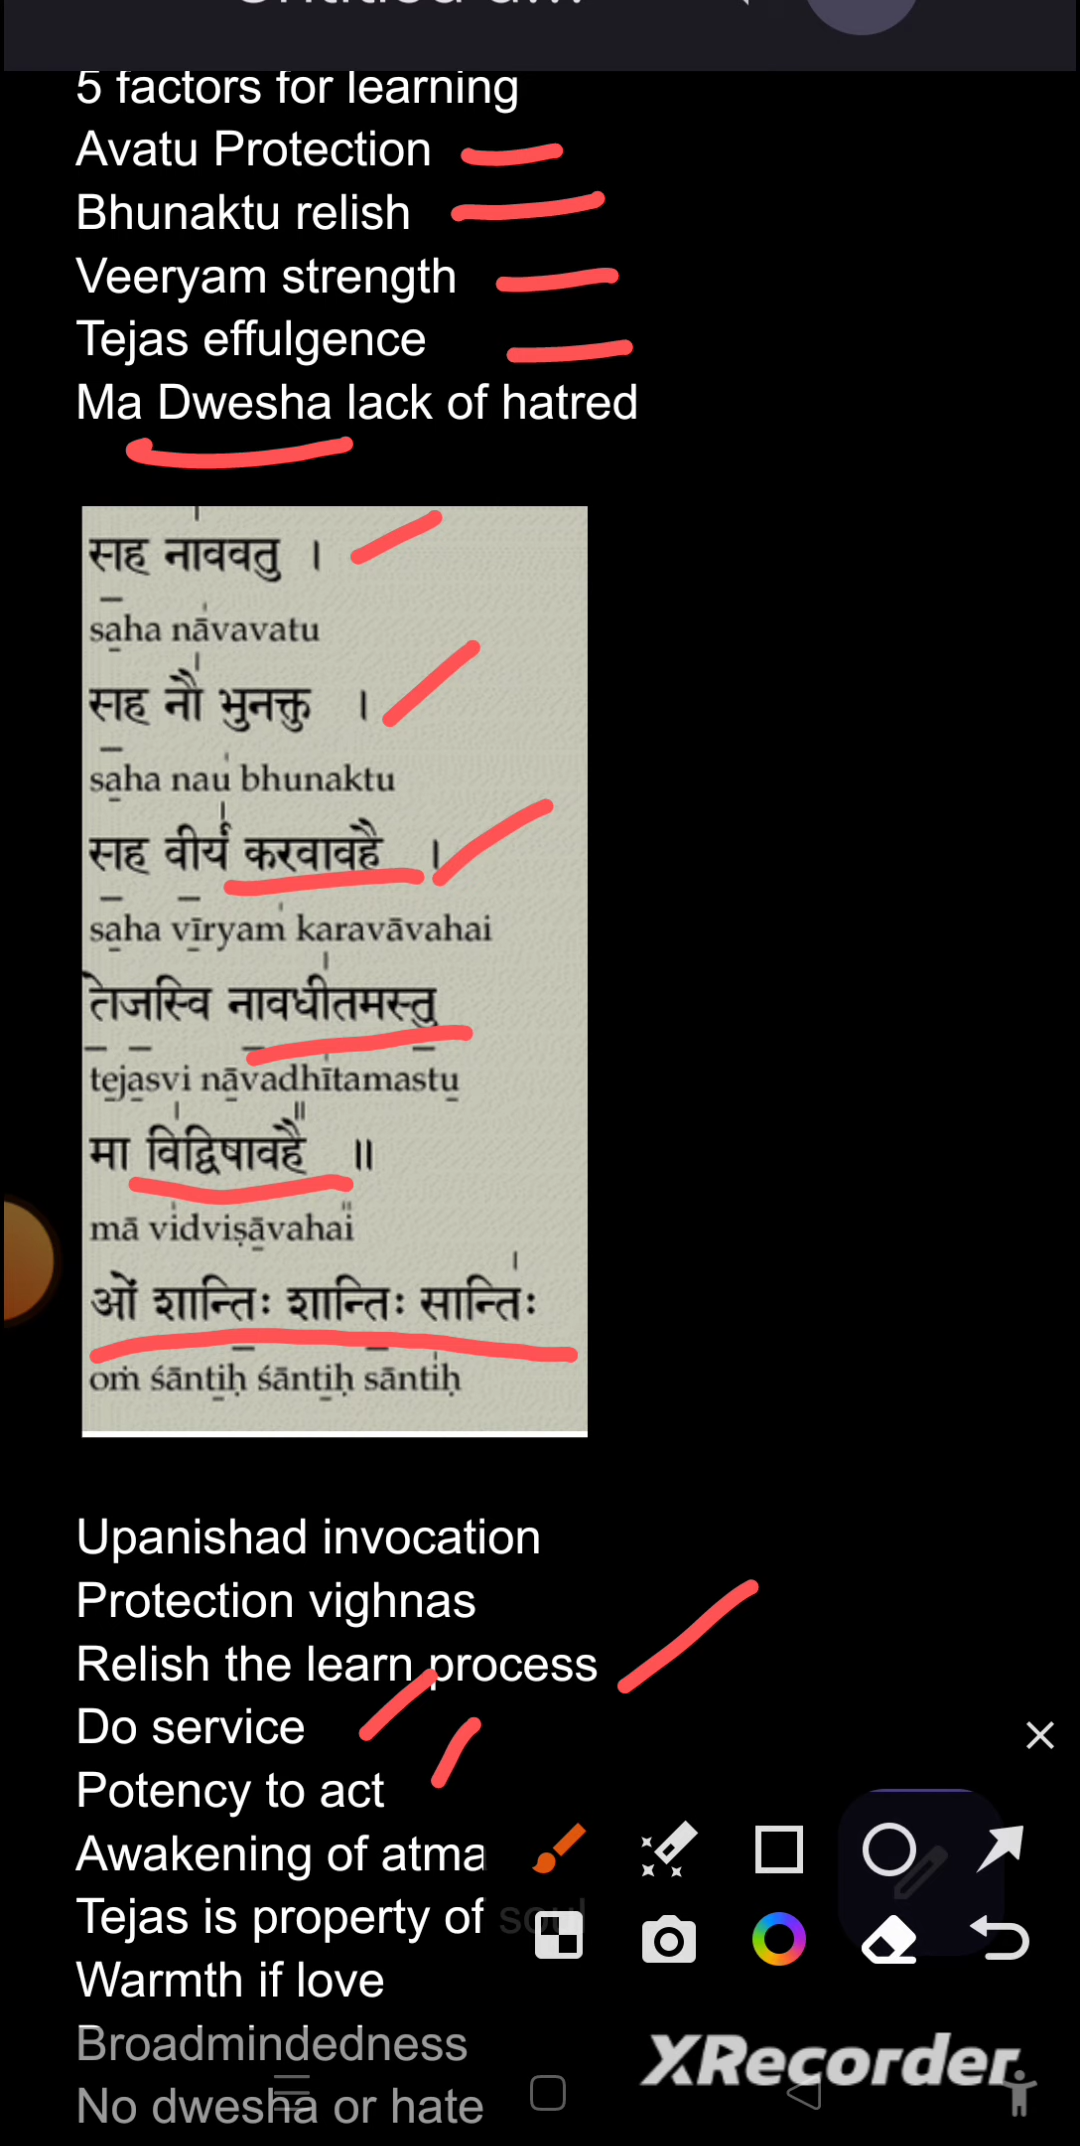 5 factors for learning
Avatu Protection
Bhunaktu relish
Veeryam strength
Tejas effulgence
Ma Dwesha lack of hatred
सह नाववतु ।
saha nāvavatu
सह नौ भुनक्तु ।
saha nau bhunaktu
सह वीर्यं करवावहै ।
saha vīryaṁ karavāvahai
तेजस्वि नावधीतमस्तु
tejasvi nāvadhītamastu
मा विद्विषावहै ॥
mā vidviṣāvahai
ओं शान्तिः शान्तिः सान्तिः
oṁ śāntiḥ śāntiḥ sāntiḥ
Upanishad invocation
Protection vighnas
Relish the learn process
Do service
Potency to act
Awakening of atma
Tejas is property of soul
Warmth if love
Broadmindedness
No dwesha or hate
XRecorder